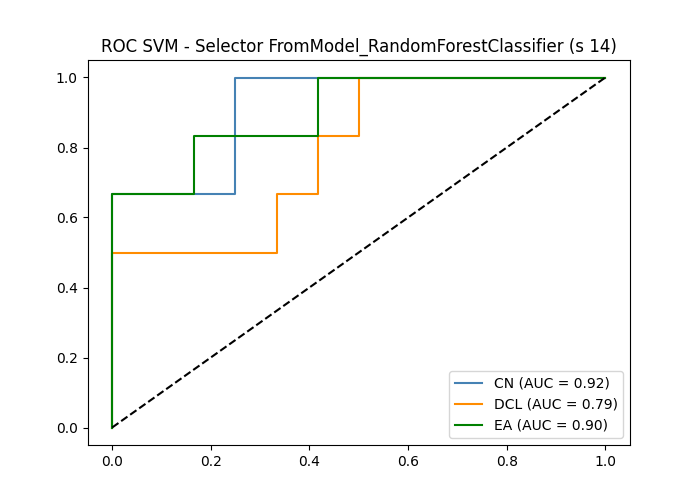 ROC SVM - Selector FromModel_RandomForestClassifier (s 14)
1.0
0.8
0.6
0.4
0.2
0.0
0.0 0.2 0.4 0.6 0.8 1.0
CN (AUC = 0.92)
DCL (AUC = 0.79)
EA (AUC = 0.90)